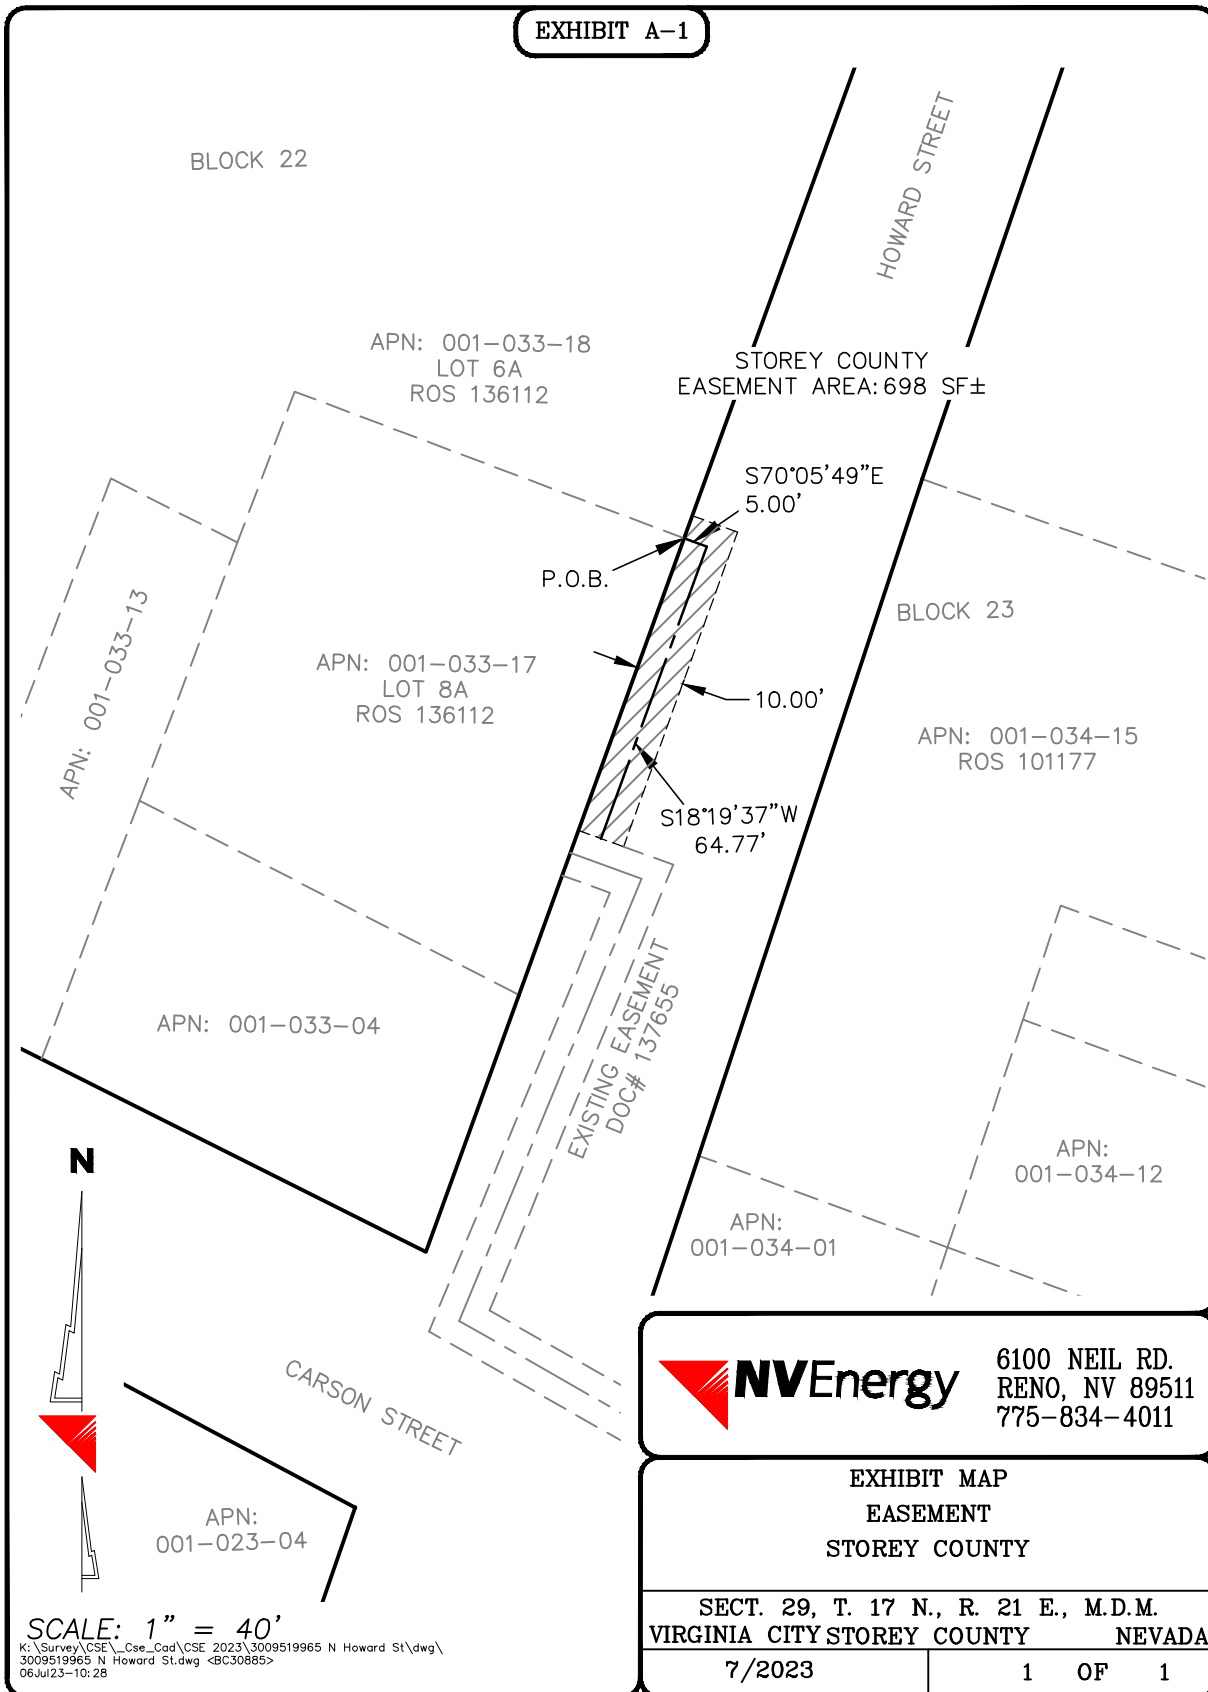 EXHIBIT A-1
BLOCK 22
HOWARD STREET
APN: 001-033-18
LOT 6A
ROS 136112
STOREY COUNTY
EASEMENT AREA: 698 SF±
S70°05'49"E
5.00'
P.O.B.
BLOCK 23
APN: 001-033-13
APN: 001-033-17
LOT 8A
ROS 136112
10.00'
APN: 001-034-15
ROS 101177
S18°19'37"W
64.77'
EXISTING EASEMENT
DOC# 137655
APN: 001-033-04
N
APN:
001-034-12
APN:
001-034-01
CARSON STREET
APN:
001-023-04
NVEnergy
6100 NEIL RD.
RENO, NV 89511
775-834-4011
EXHIBIT MAP
EASEMENT
STOREY COUNTY
SECT. 29, T. 17 N., R. 21 E., M.D.M.
VIRGINIA CITY STOREY COUNTY NEVADA
7/2023 1 OF 1
SCALE: 1" = 40'
K:\Survey\CSE\_Cse_Cad\CSE 2023\3009519965 N Howard St\dwg\
3009519965 N Howard St.dwg <BC30885>
06Jul23-10:28